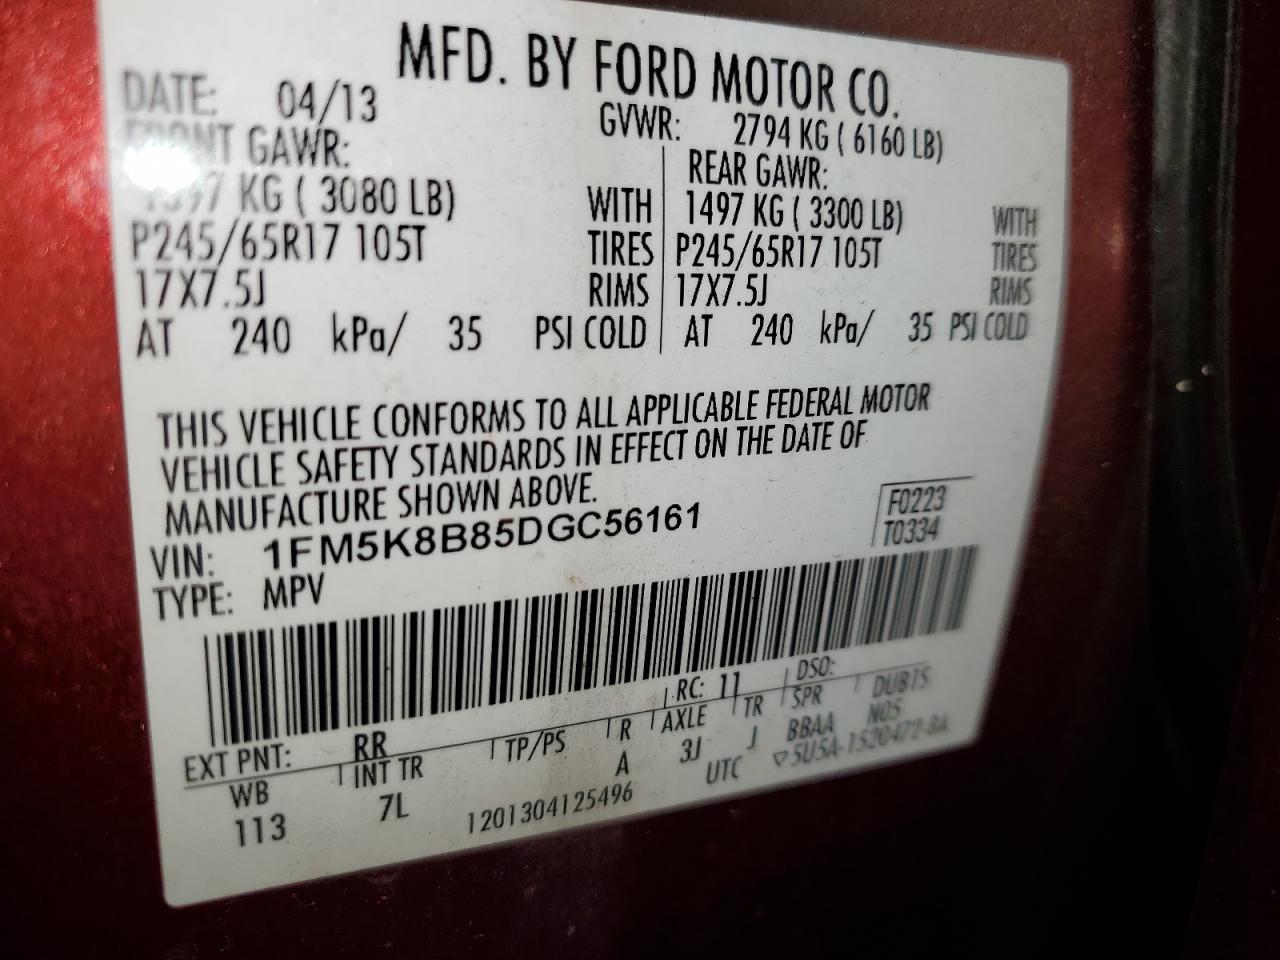 MFD. BY FORD MOTOR CO.
DATE: 04/13 GVWR: 2794 KG ( 6160 LB)
FRONT GAWR: REAR GAWR:
KG ( 3080 LB) WITH 1497 KG ( 3300 LB) WITH
P245/65R17 105T TIRES P245/65R17 105T TIRES
17X7.5J RIMS 17X7.5J RIMS
AT 240 kPa/ 35 PSI COLD AT 240 kPa/ 35 PSI COLD
THIS VEHICLE CONFORMS TO ALL APPLICABLE FEDERAL MOTOR
VEHICLE SAFETY STANDARDS IN EFFECT ON THE DATE OF
MANUFACTURE SHOWN ABOVE.
F0223
VIN: 1FM5K8B85DGC56161 T0334
TYPE: MPV
EXT PNT: RR RC: 11 DSO:
WB INT TR TP/PS R AXLE TR SPR DUBTS
113 7L A 3J J BBAA N05
1201304125496 UTC ▽5U5A-1520472-BA